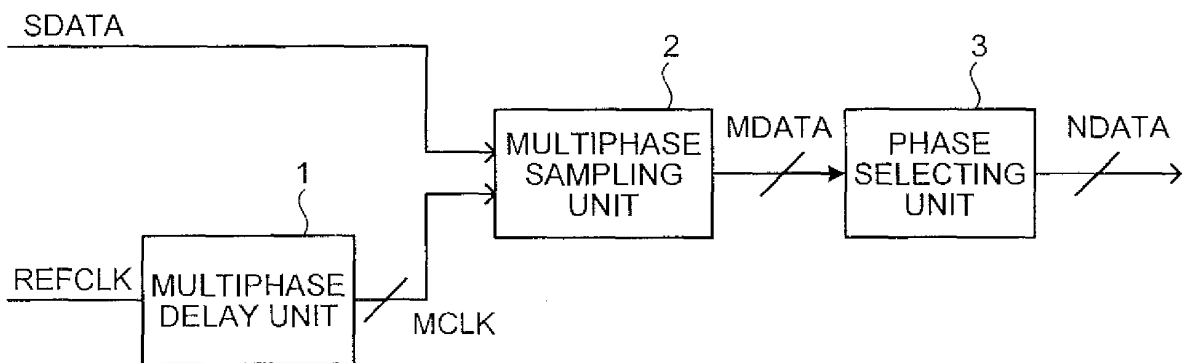 SDATA
2
3
MULTIPHASE
SAMPLING
UNIT
MDATA
PHASE
SELECTING
UNIT
NDATA
1
REFCLK
MULTIPHASE
DELAY UNIT
MCLK